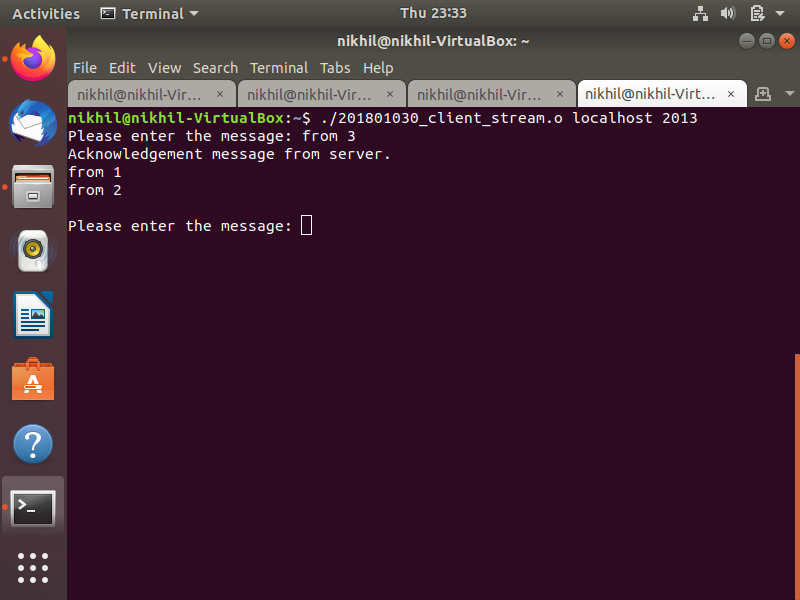 Activities Terminal Thu 23:33
nikhil@nikhil-VirtualBox: ~
File Edit View Search Terminal Tabs Help
nikhil@nikhil-Vir... × nikhil@nikhil-Vir... × nikhil@nikhil-Vir... × nikhil@nikhil-Virt... ×
nikhil@nikhil-VirtualBox:~$ ./201801030_client_stream.o localhost 2013
Please enter the message: from 3
Acknowledgement message from server.
from 1
from 2
Please enter the message: